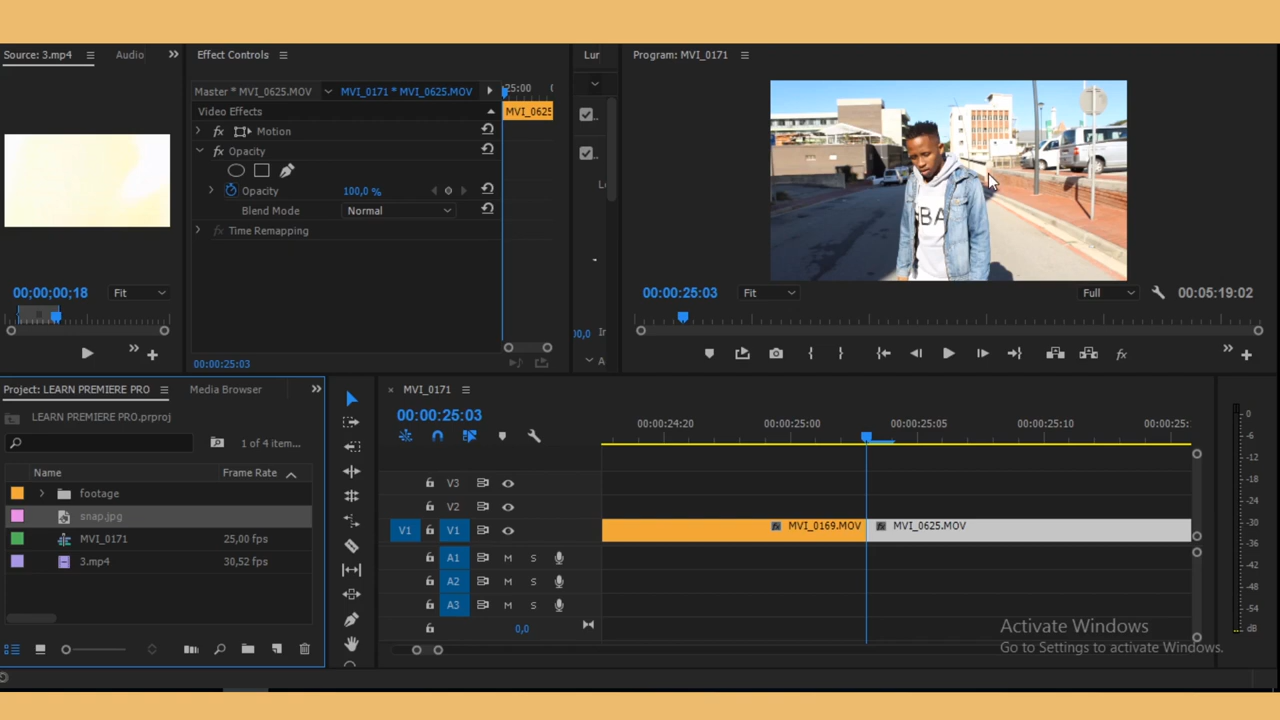 Source: 3.mp4
Audio
Effect Controls
Lur
Program: MVI_0171
Master * MVI_0625.MOV
MVI_0171 * MVI_0625.MOV
25:00
Video Effects
MVI_0625
fx Motion
fx Opacity
Opacity
100,0 %
Blend Mode
Normal
fx Time Remapping
BA
00;00;00;18
Fit
00:00:25:03
00:00:25:03
Fit
Full
00:05:19:02
00,0
fx
Project: LEARN PREMIERE PRO
Media Browser
LEARN PREMIERE PRO.prproj
1 of 4 item...
Name
Frame Rate
footage
snap.jpg
MVI_0171
25,00 fps
3.mp4
30,52 fps
MVI_0171
00:00:25:03
00:00:24:20
00:00:25:00
00:00:25:05
00:00:25:10
00:00:25:
V3
V2
V1
V1
MVI_0169.MOV
MVI_0625.MOV
A1
M
S
A2
M
S
A3
M
S
0,0
0
-6
-12
-18
-24
-30
-36
-42
-48
-54
dB
Activate Windows
Go to Settings to activate Windows.